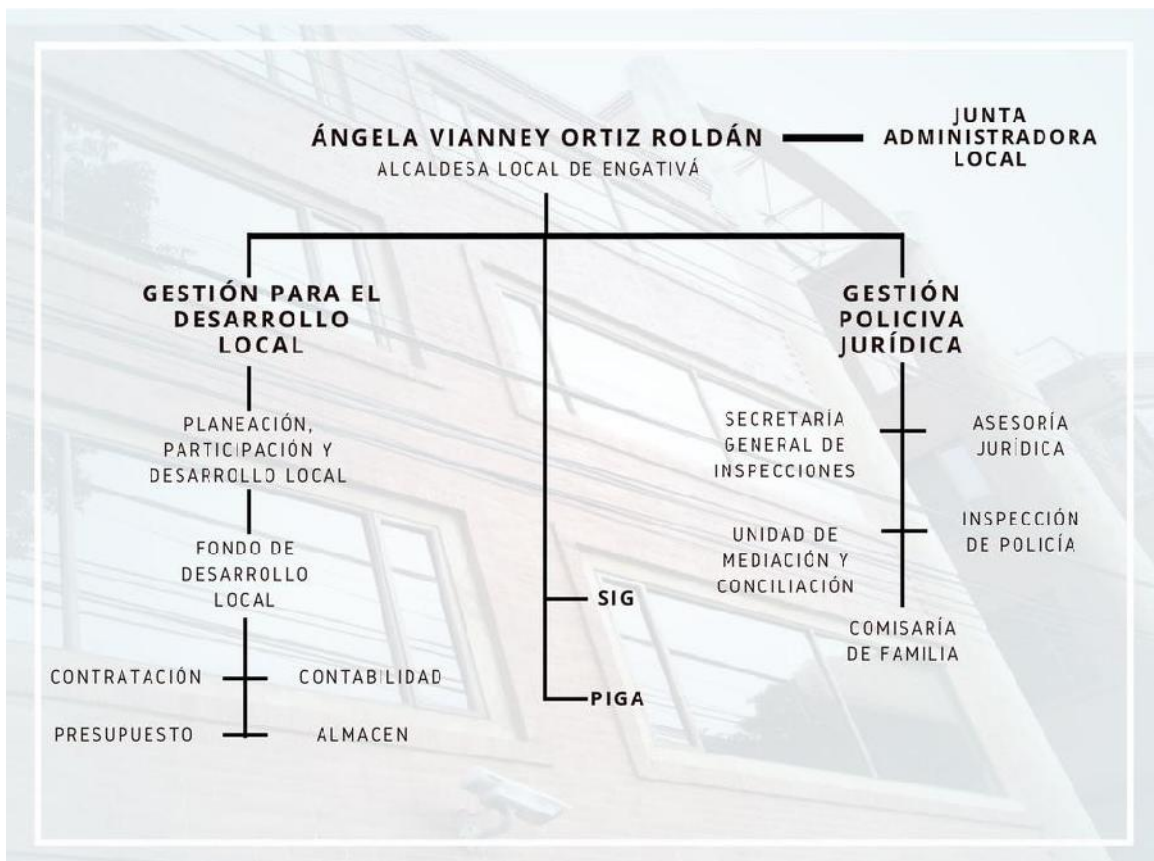 ÁNGELA VIANNEY ORTIZ ROLDÁN
ALCALDESA LOCAL DE ENGATIVÁ
JUNTA
ADMINISTRADORA
LOCAL
GESTIÓN PARA EL
DESARROLLO
LOCAL
PLANEACIÓN,
PARTICIPACIÓN Y
DESARROLLO LOCAL
FONDO DE
DESARROLLO
LOCAL
CONTRATACIÓN
CONTABILIDAD
PRESUPUESTO
ALMACEN
SIG
PIGA
GESTIÓN
POLICIVA
JURÍDICA
SECRETARÍA
GENERAL DE
INSPECCIONES
ASESORÍA
JURÍDICA
UNIDAD DE
MEDIACIÓN Y
CONCILIACIÓN
INSPECCIÓN
DE POLICÍA
COMISARÍA
DE FAMILIA